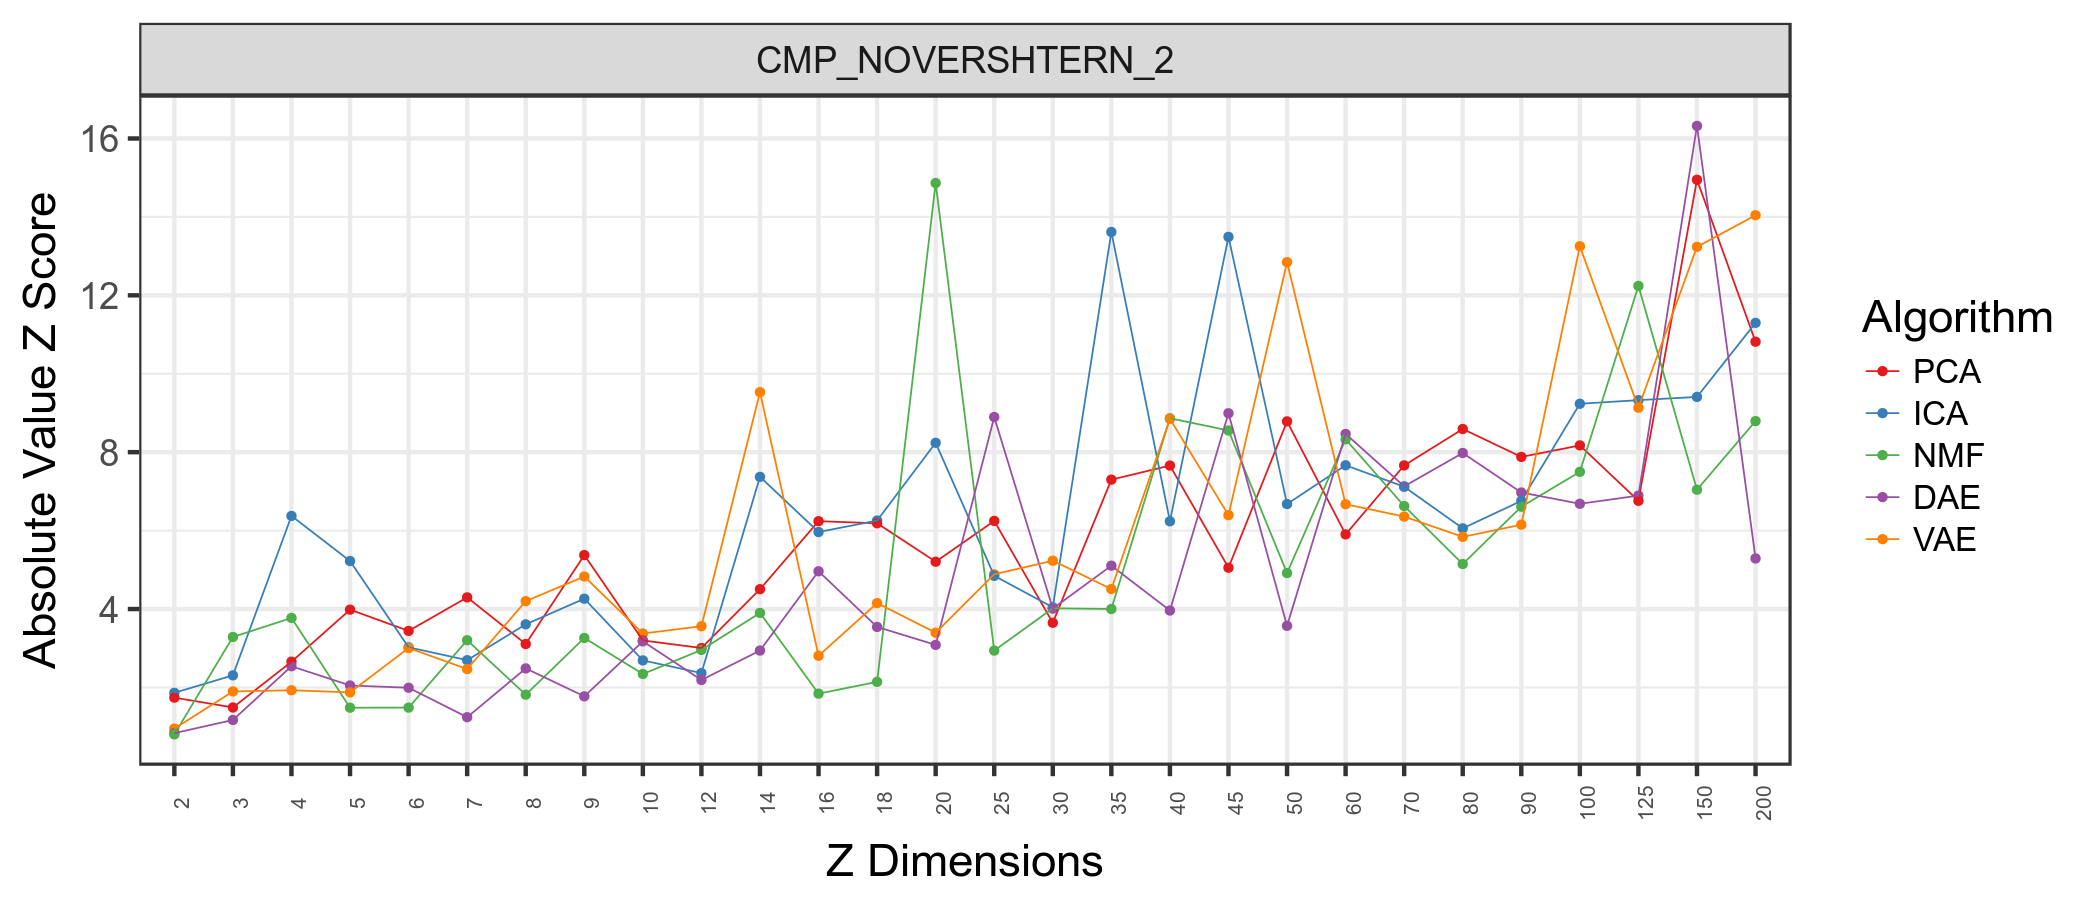 CMP_NOVERSHTERN_2
Absolute Value Z Score
16
12
8
4
2 3 4 5 6 7 8 9 10 12 14 16 18 20 25 30 35 40 45 50 60 70 80 90 100 125 150 200
Z Dimensions
Algorithm
PCA
ICA
NMF
DAE
VAE